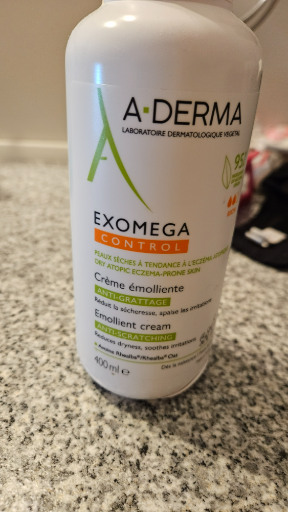 A-DERMA
LABORATOIRE DERMATOLOGIQUE VÉGÉTAL
EXOMEGA
CONTROL
PEAUX SÈCHES À TENDANCE À L'ECZÉMA
DRY ATOPIC ECZEMA-PRONE SKIN
Crème émolliente
ANTI-GRATTAGE
Réduit la sécheresse, apaise les irritations
Emollient cream
ANTI-SCRATCHING
Reduces dryness, soothes irritations
400 ml e